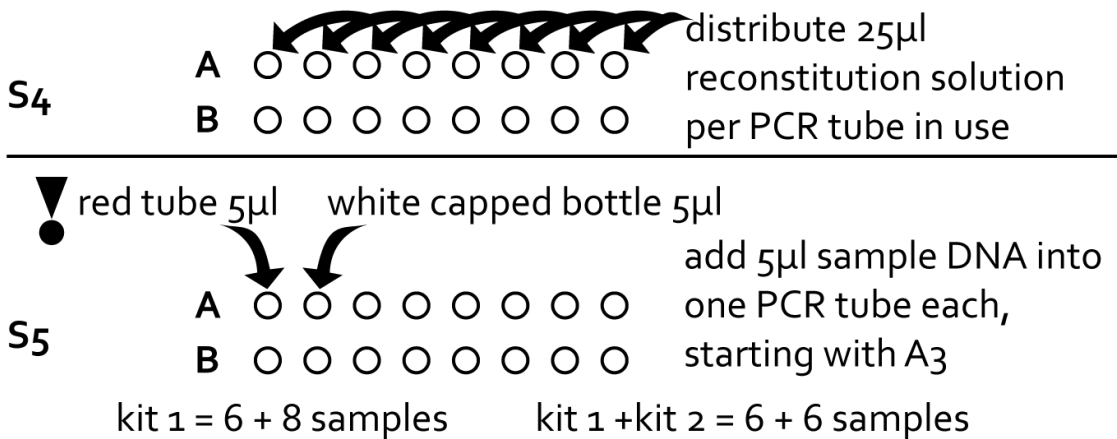 distribute 25µl
A
reconstitution solution
S4
B
per PCR tube in use
red tube 5µl
white capped bottle 5µl
add 5µl sample DNA into
A
one PCR tube each,
S5
B
starting with A3
kit 1 = 6 + 8 samples
kit 1 +kit 2 = 6 + 6 samples